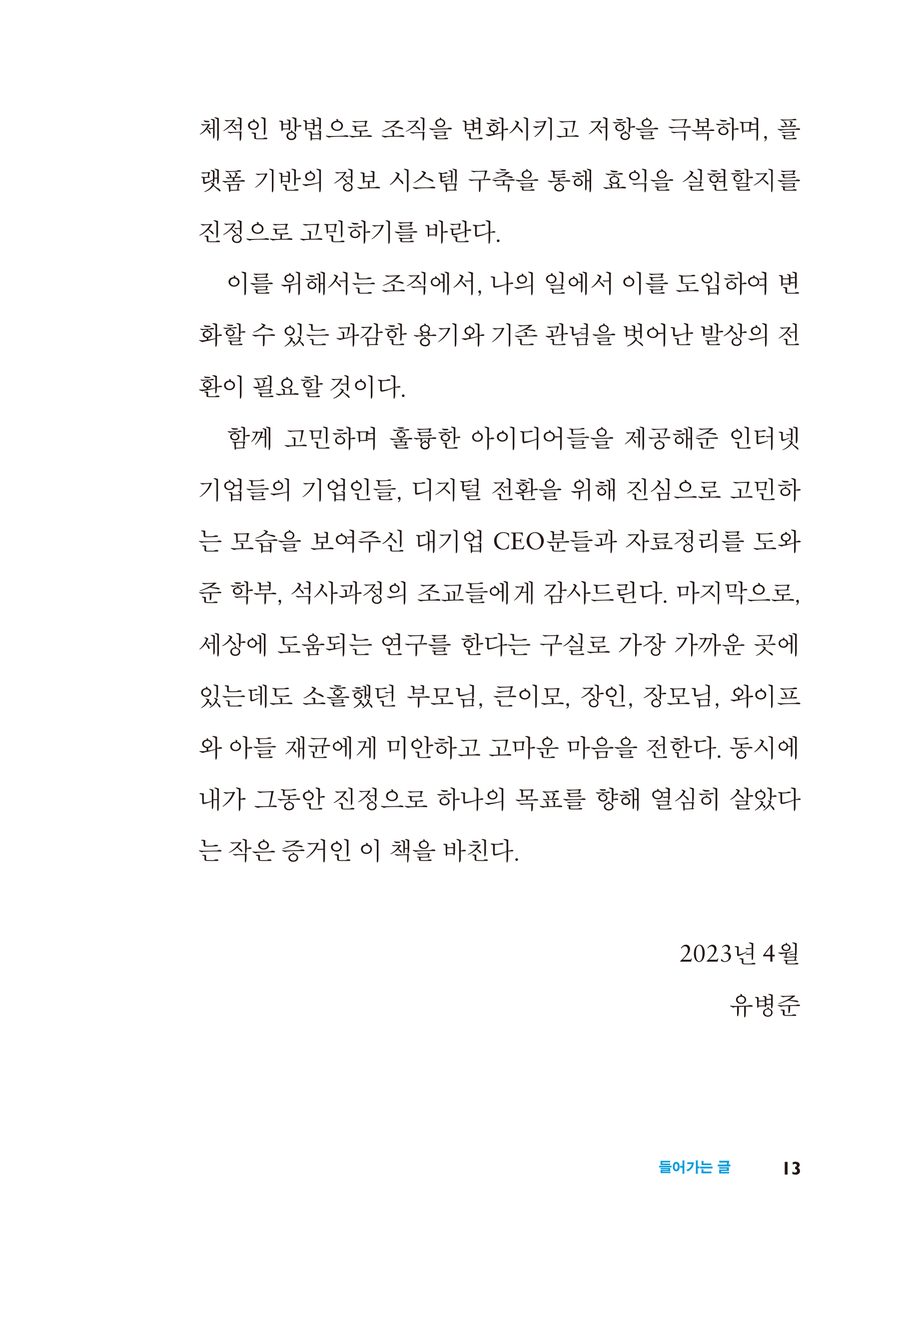 체적인 방법으로 조직을 변화시키고 저항을 극복하며, 플
랫폼 기반의 정보 시스템 구축을 통해 효익을 실현할지를
진정으로 고민하기를 바란다.
이를 위해서는 조직에서, 나의 일에서 이를 도입하여 변
화할 수 있는 과감한 용기와 기존 관념을 벗어난 발상의 전
환이 필요할 것이다.
함께 고민하며 훌륭한 아이디어들을 제공해준 인터넷
기업들의 기업인들, 디지털 전환을 위해 진심으로 고민하
는 모습을 보여주신 대기업 CEO분들과 자료정리를 도와
준 학부, 석사과정의 조교들에게 감사드린다. 마지막으로,
세상에 도움되는 연구를 한다는 구실로 가장 가까운 곳에
있는데도 소홀했던 부모님, 큰이모, 장인, 장모님, 와이프
와 아들 재균에게 미안하고 고마운 마음을 전한다. 동시에
내가 그동안 진정으로 하나의 목표를 향해 열심히 살았다
는 작은 증거인 이 책을 바친다.
2023년 4월
유병준
들어가는 글 13